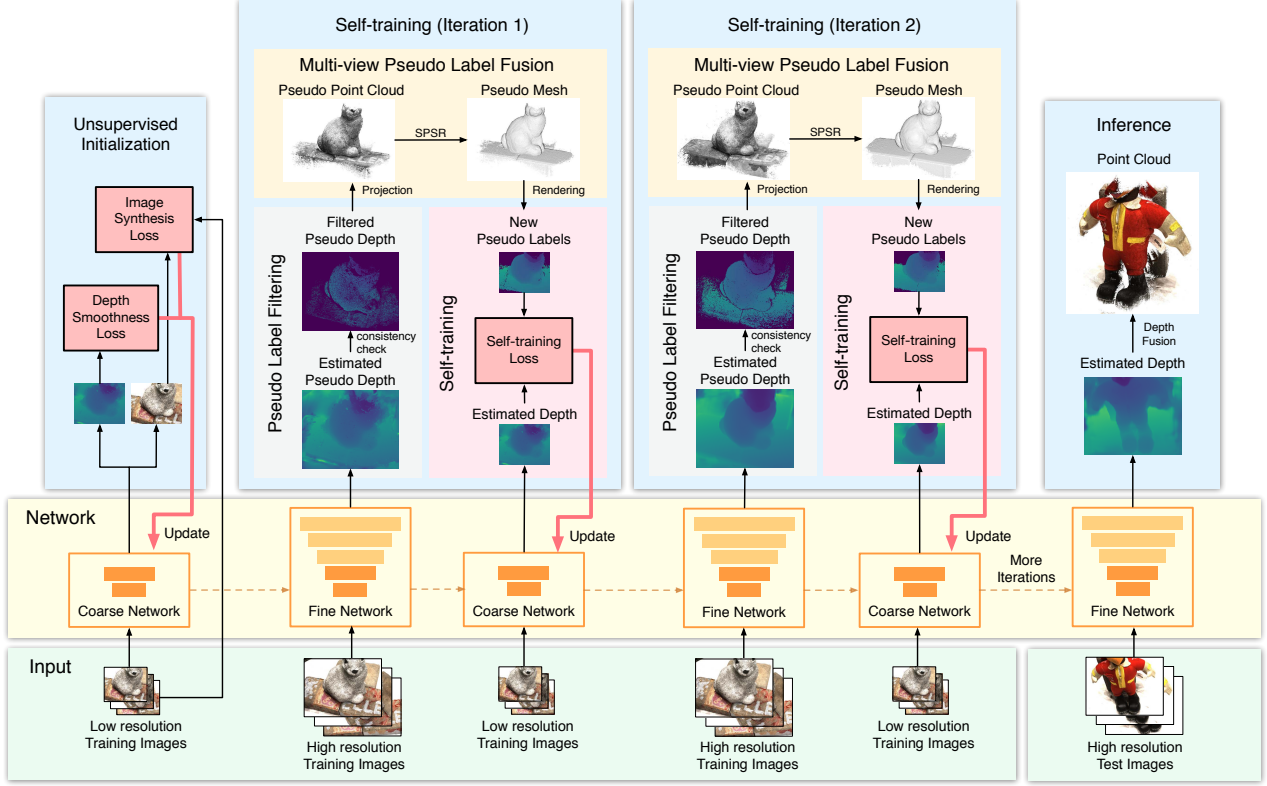 Unsupervised
Initialization
Image
Synthesis
Loss
Depth
Smoothness
Loss
Self-training (Iteration 1)
Multi-view Pseudo Label Fusion
Pseudo Point Cloud
Pseudo Mesh
SPSR
Projection
Rendering
Pseudo Label Filtering
Filtered
Pseudo Depth
consistency
check
Estimated
Pseudo Depth
Self-training
New
Pseudo Labels
Self-training
Loss
Estimated Depth
Self-training (Iteration 2)
Multi-view Pseudo Label Fusion
Pseudo Point Cloud
Pseudo Mesh
SPSR
Projection
Rendering
Pseudo Label Filtering
Filtered
Pseudo Depth
consistency
check
Estimated
Pseudo Depth
Self-training
New
Pseudo Labels
Self-training
Loss
Estimated Depth
Inference
Point Cloud
Depth
Fusion
Estimated Depth
Network
Update
Update
Update
More
Iterations
Coarse Network
Fine Network
Coarse Network
Fine Network
Coarse Network
Fine Network
Input
Low resolution
Training Images
High resolution
Training Images
Low resolution
Training Images
High resolution
Training Images
Low resolution
Training Images
High resolution
Test Images